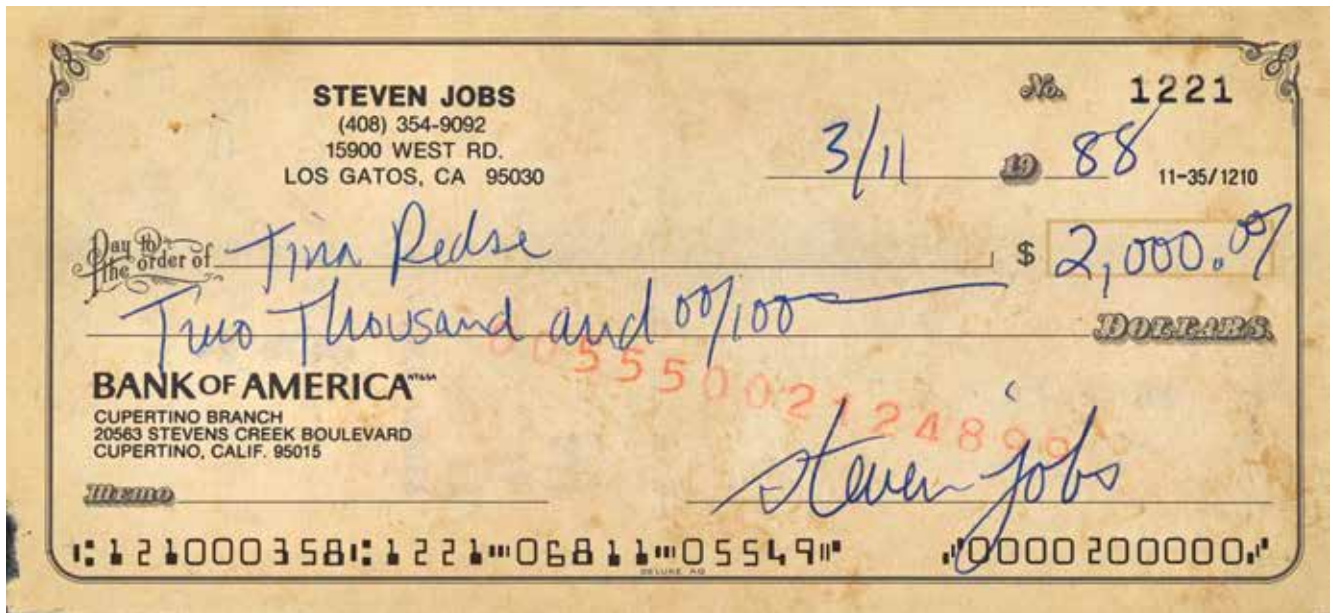 STEVEN JOBS
(408) 354-9092
15900 WEST RD.
LOS GATOS, CA 95030
No. 1221
3/11 19 88
11-35/1210
Pay to the order of Tina Redse $ 2,000.00/
Two Thousand and 00/100 DOLLARS
BANK OF AMERICA NT&SA
CUPERTINO BRANCH
20563 STEVENS CREEK BOULEVARD
CUPERTINO, CALIF. 95015
Memo
steven jobs
⑆121000358⑆1221⑈06811⑈05549⑈ ⑇0000200000⑇